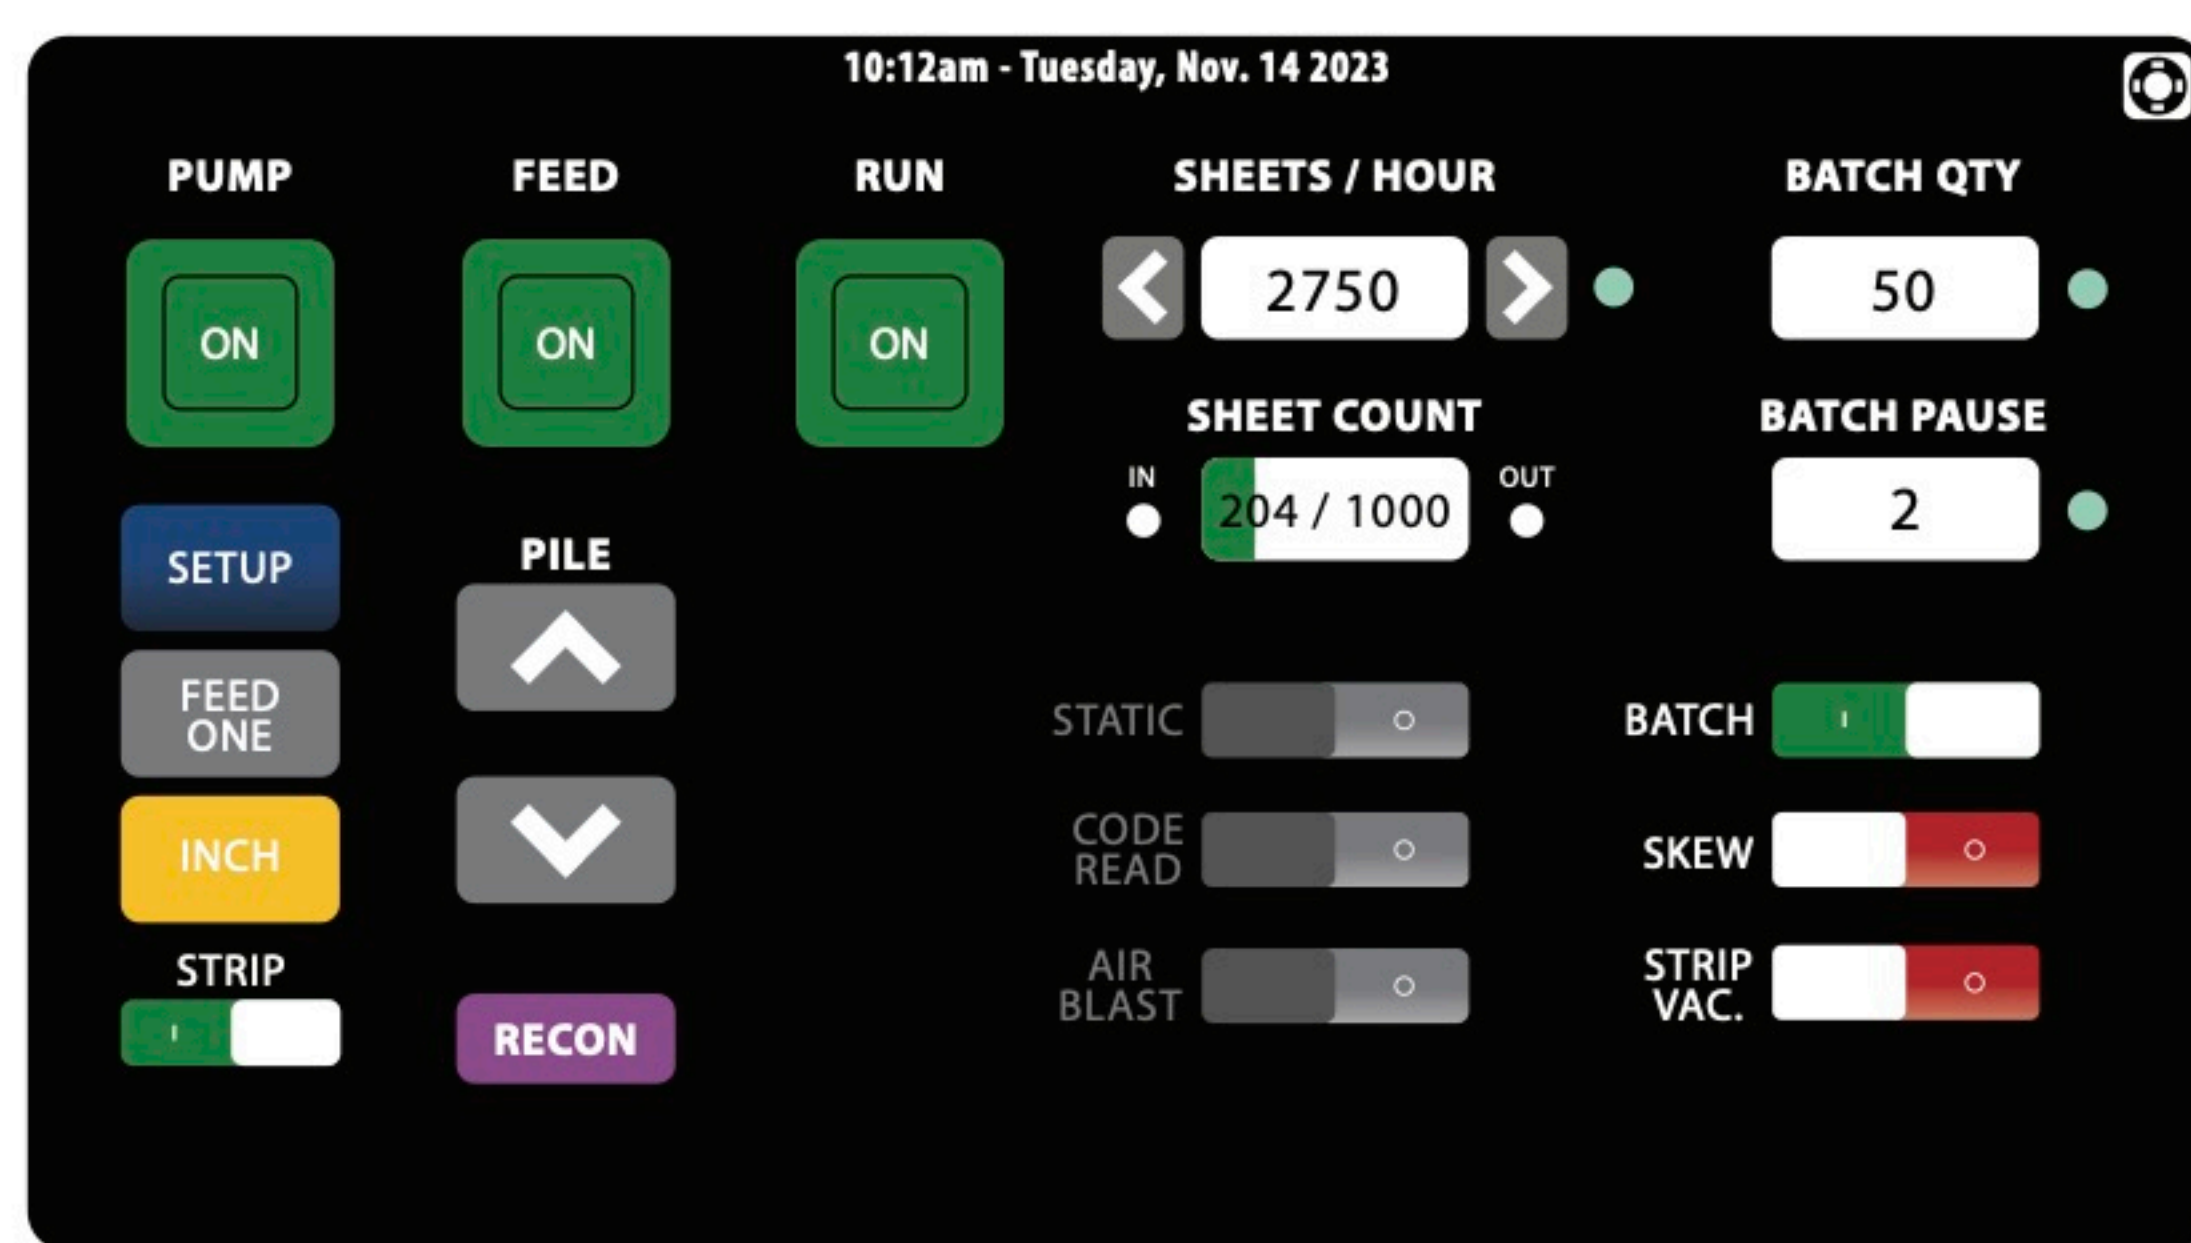 10:12am - Tuesday, Nov. 14 2023
PUMP
FEED
RUN
SHEETS / HOUR
BATCH QTY
ON
ON
ON
2750
50
SHEET COUNT
BATCH PAUSE
IN
204 / 1000
OUT
2
SETUP
PILE
FEED
ONE
INCH
STRIP
RECON
STATIC
BATCH
CODE
READ
SKEW
AIR
BLAST
STRIP
VAC.